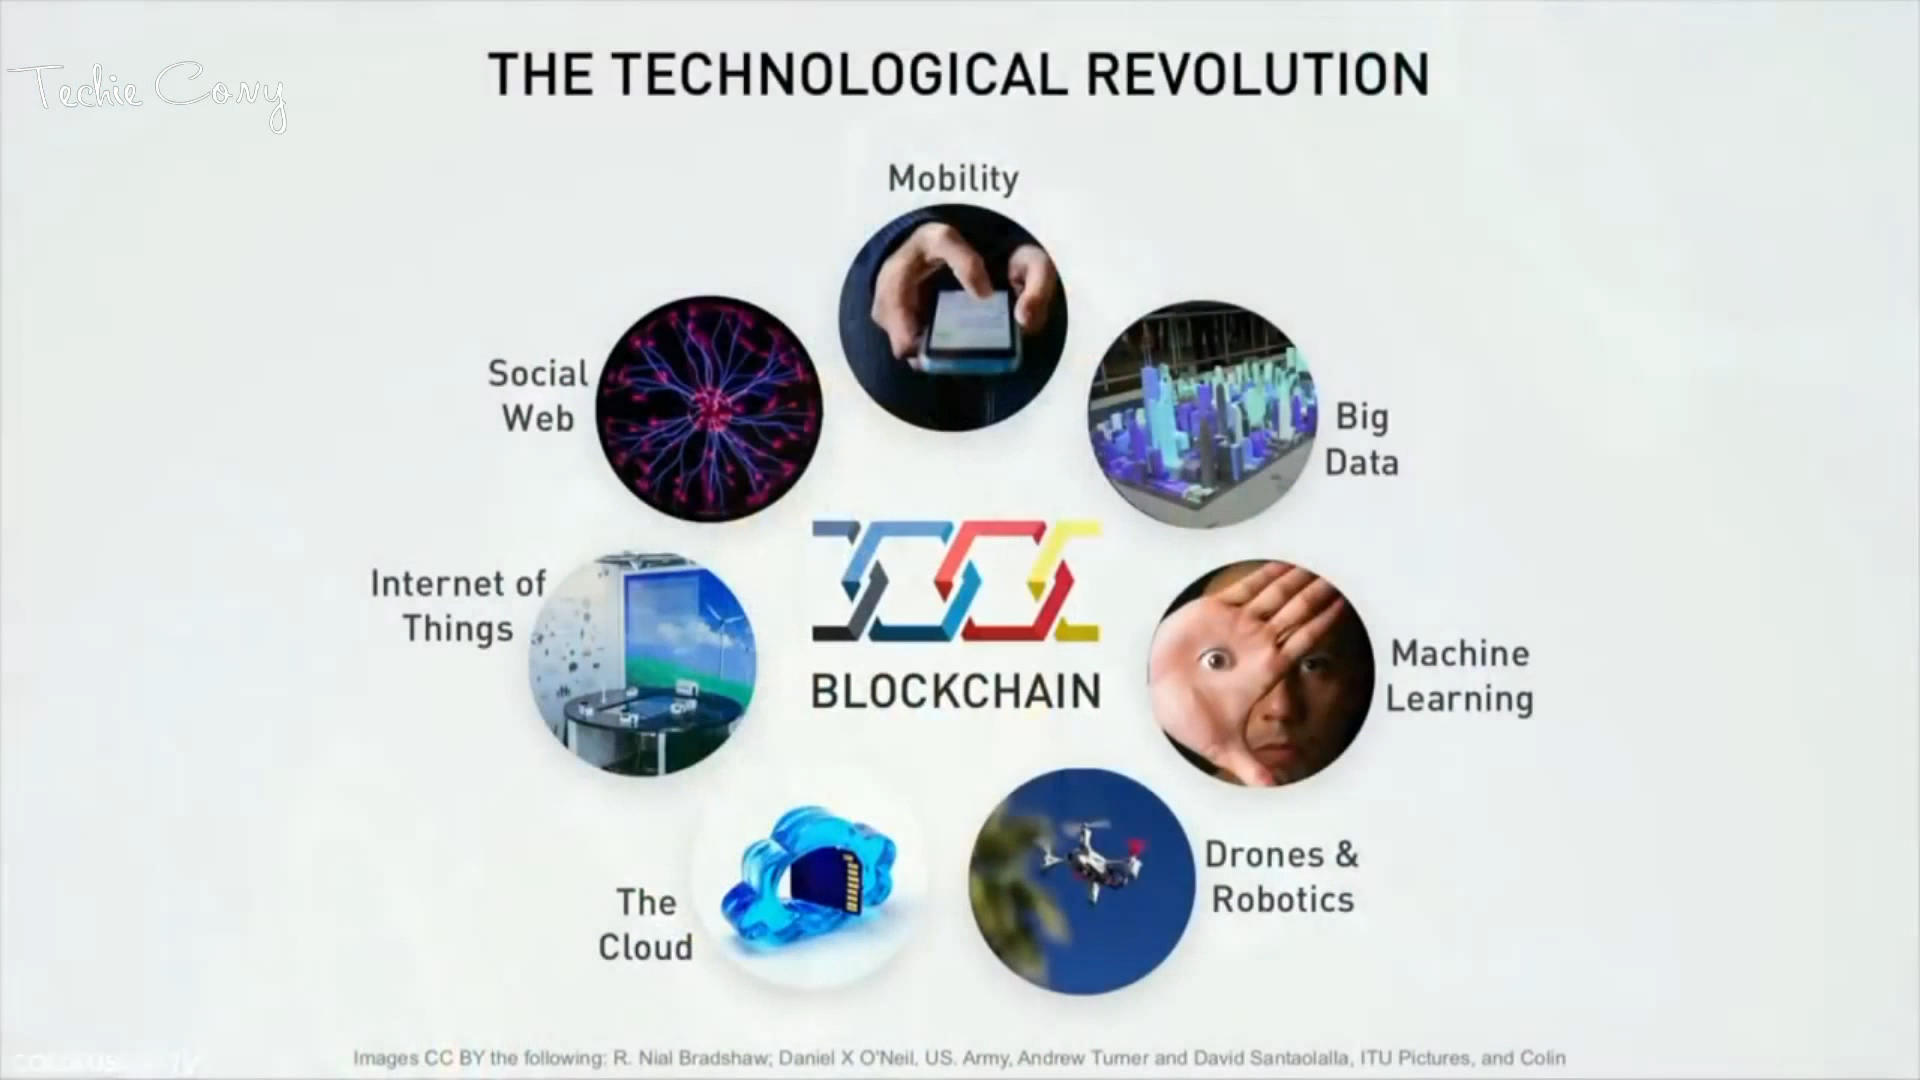 Techie Cony
THE TECHNOLOGICAL REVOLUTION
Mobility
Social
Web
Big
Data
Internet of
Things
BLOCKCHAIN
Machine
Learning
Drones &
Robotics
The
Cloud
Images CC BY the following: R. Nial Bradshaw; Daniel X O'Neil, US. Army, Andrew Turner and David Santaolalla, ITU Pictures, and Colin